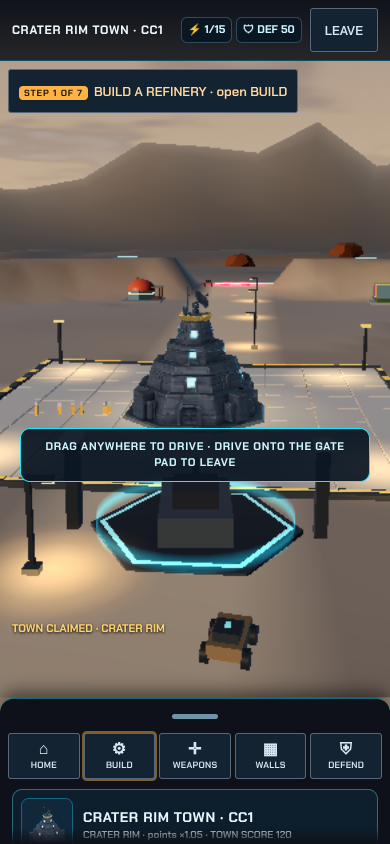 CRATER RIM TOWN · CC1
⚡ 1/15
🛡 DEF 50
LEAVE
STEP 1 OF 7 BUILD A REFINERY · open BUILD
DRAG ANYWHERE TO DRIVE · DRIVE ONTO THE GATE
PAD TO LEAVE
TOWN CLAIMED · CRATER RIM
HOME
BUILD
WEAPONS
WALLS
DEFEND
CRATER RIM TOWN · CC1
CRATER RIM · points ×1.05 · TOWN SCORE 120